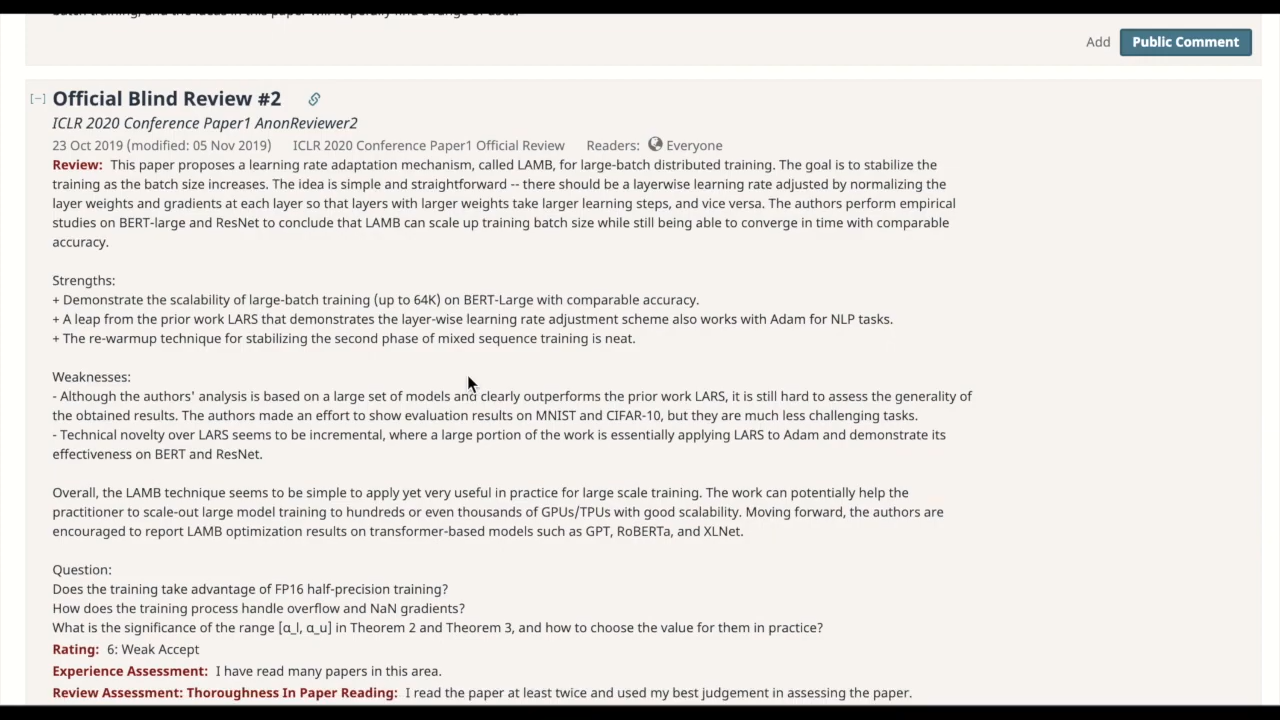 Add Public Comment
[−] Official Blind Review #2
ICLR 2020 Conference Paper1 AnonReviewer2
23 Oct 2019 (modified: 05 Nov 2019) ICLR 2020 Conference Paper1 Official Review Readers: Everyone
Review: This paper proposes a learning rate adaptation mechanism, called LAMB, for large-batch distributed training. The goal is to stabilize the
training as the batch size increases. The idea is simple and straightforward -- there should be a layerwise learning rate adjusted by normalizing the
layer weights and gradients at each layer so that layers with larger weights take larger learning steps, and vice versa. The authors perform empirical
studies on BERT-large and ResNet to conclude that LAMB can scale up training batch size while still being able to converge in time with comparable
accuracy.
Strengths:
+ Demonstrate the scalability of large-batch training (up to 64K) on BERT-Large with comparable accuracy.
+ A leap from the prior work LARS that demonstrates the layer-wise learning rate adjustment scheme also works with Adam for NLP tasks.
+ The re-warmup technique for stabilizing the second phase of mixed sequence training is neat.
Weaknesses:
- Although the authors' analysis is based on a large set of models and clearly outperforms the prior work LARS, it is still hard to assess the generality of
the obtained results. The authors made an effort to show evaluation results on MNIST and CIFAR-10, but they are much less challenging tasks.
- Technical novelty over LARS seems to be incremental, where a large portion of the work is essentially applying LARS to Adam and demonstrate its
effectiveness on BERT and ResNet.
Overall, the LAMB technique seems to be simple to apply yet very useful in practice for large scale training. The work can potentially help the
practitioner to scale-out large model training to hundreds or even thousands of GPUs/TPUs with good scalability. Moving forward, the authors are
encouraged to report LAMB optimization results on transformer-based models such as GPT, RoBERTa, and XLNet.
Question:
Does the training take advantage of FP16 half-precision training?
How does the training process handle overflow and NaN gradients?
What is the significance of the range [α_l, α_u] in Theorem 2 and Theorem 3, and how to choose the value for them in practice?
Rating: 6: Weak Accept
Experience Assessment: I have read many papers in this area.
Review Assessment: Thoroughness In Paper Reading: I read the paper at least twice and used my best judgement in assessing the paper.